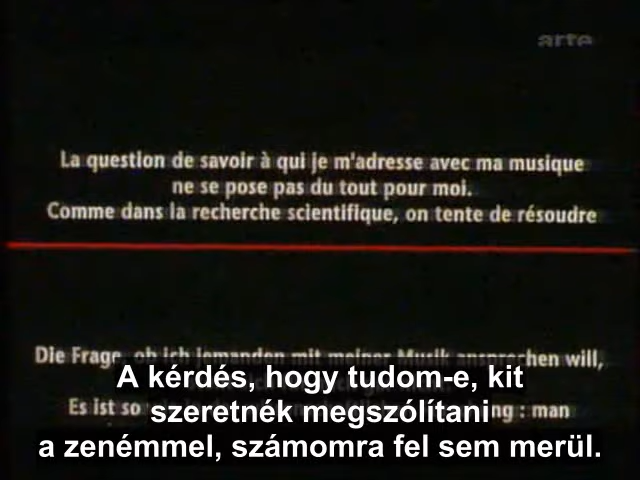 arte
La question de savoir à qui je m'adresse avec ma musique
ne se pose pas du tout pour moi.
Comme dans la recherche scientifique, on tente de résoudre
Die Frage, ob ich jemanden mit meiner Musik ansprechen will,
A kérdés, hogy tudom-e, kit
Es ist so : man
szeretnék megszólítani
a zenémmel, számomra fel sem merül.